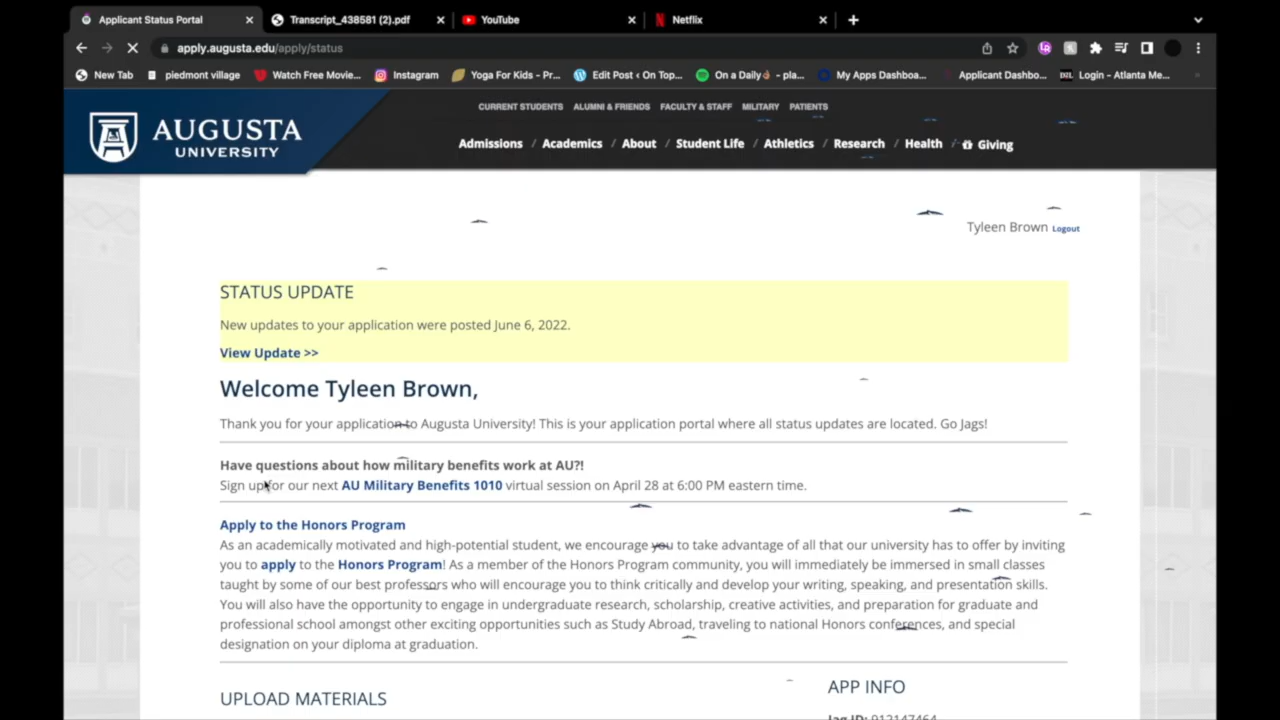 Applicant Status Portal
Transcript_438581 (2).pdf
YouTube
Netflix
apply.augusta.edu/apply/status
New Tab
piedmont village
Watch Free Movie...
Instagram
Yoga For Kids - Pr...
Edit Post ‹ On Top...
On a Daily - pla...
My Apps Dashboa...
Applicant Dashbo...
D2L
Login - Atlanta Me...
CURRENT STUDENTS ALUMNI & FRIENDS FACULTY & STAFF MILITARY PATIENTS
AUGUSTA
UNIVERSITY
Admissions / Academics / About / Student Life / Athletics / Research / Health / Giving
Tyleen Brown Logout
STATUS UPDATE
New updates to your application were posted June 6, 2022.
View Update >>
Welcome Tyleen Brown,
Thank you for your application to Augusta University! This is your application portal where all status updates are located. Go Jags!
Have questions about how military benefits work at AU?!
Sign up for our next AU Military Benefits 1010 virtual session on April 28 at 6:00 PM eastern time.
Apply to the Honors Program
As an academically motivated and high-potential student, we encourage you to take advantage of all that our university has to offer by inviting
you to apply to the Honors Program! As a member of the Honors Program community, you will immediately be immersed in small classes
taught by some of our best professors who will encourage you to think critically and develop your writing, speaking, and presentation skills.
You will also have the opportunity to engage in undergraduate research, scholarship, creative activities, and preparation for graduate and
professional school amongst other exciting opportunities such as Study Abroad, traveling to national Honors conferences, and special
designation on your diploma at graduation.
UPLOAD MATERIALS
APP INFO
Jag ID: 912147464